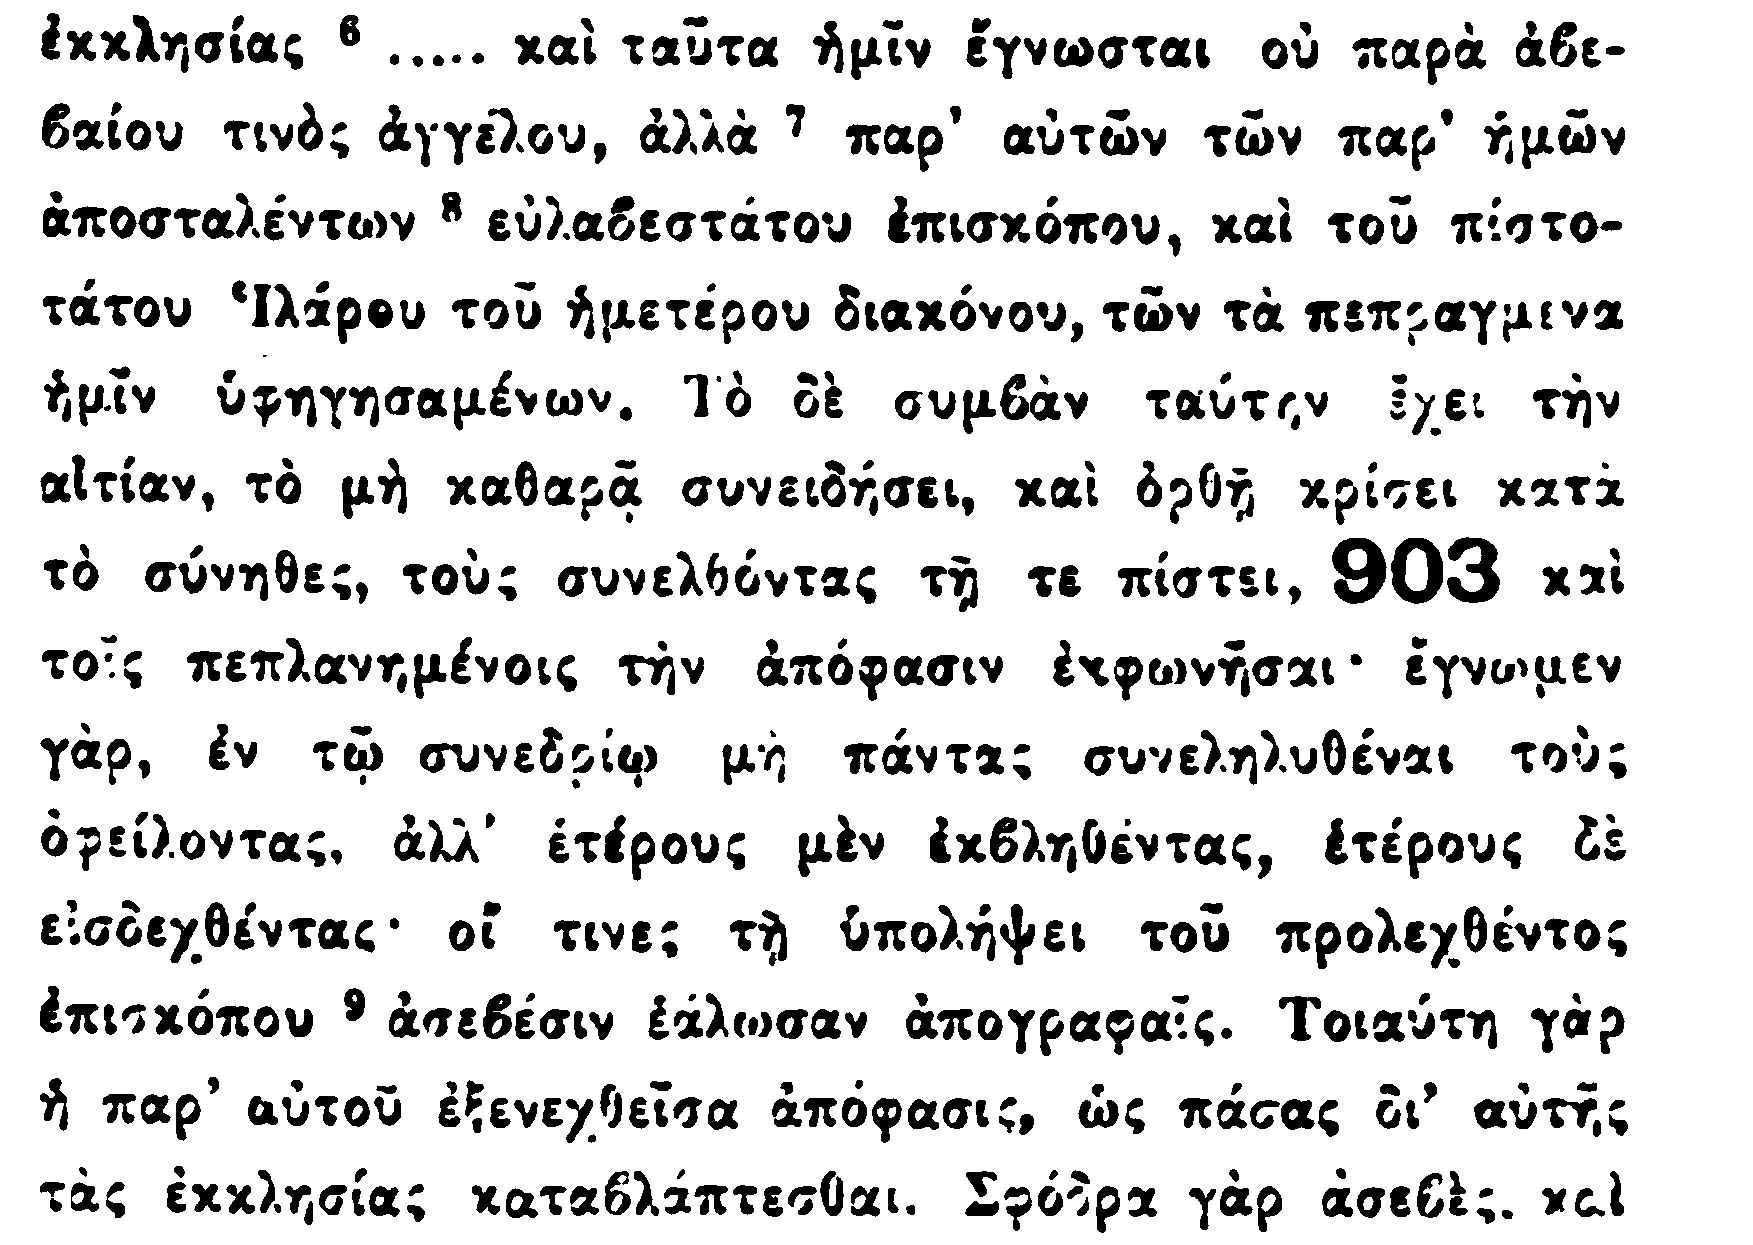 ἐκκλησίας ⁶ ..... καὶ ταῦτα ἡμῖν ἔγνωσται οὐ παρὰ ἀβε-
βαίου τινὸς ἀγγέλου, ἀλλὰ ⁷ παρ’ αὐτῶν τῶν παρ’ ἡμῶν
ἀποσταλέντων ⁸ εὐλαβεστάτου ἐπισκόπου, καὶ τοῦ πιστο-
τάτου Ἱλάρου τοῦ ἡμετέρου διακόνου, τῶν τὰ πεπραγμενα
ἡμῖν ὑφηγησαμένων. Τὸ δὲ συμβὰν ταύτην ἔχει τὴν
αἰτίαν, τὸ μὴ καθαρᾷ συνειδήσει, καὶ ὀρθῇ κρίσει κατὰ
τὸ σύνηθες, τοὺς συνελθόντας τῇ τε πίστει, 903 καὶ
τοῖς πεπλανημένοις τὴν ἀπόφασιν ἐκφωνῆσαι· ἔγνωμεν
γὰρ, ἐν τῷ συνεδρίῳ μὴ πάντας συνεληλυθέναι τοὺς
ὀφείλοντας, ἀλλ’ ἑτέρους μὲν ἐκβληθέντας, ἑτέρους δὲ
εἰσδεχθέντας· οἵ τινες τῇ ὑπολήψει τοῦ προλεχθέντος
ἐπισκόπου ⁹ ἀσεβέσιν ἑάλωσαν ἀπογραφαῖς. Τοιαύτη γὰρ
ἡ παρ’ αὐτοῦ ἐξενεχθεῖσα ἀπόφασις, ὡς πάσας δι’ αὐτῆς
τὰς ἐκκλησίας καταβλάπτεσθαι. Σφόδρα γὰρ ἀσεβὲς, καὶ